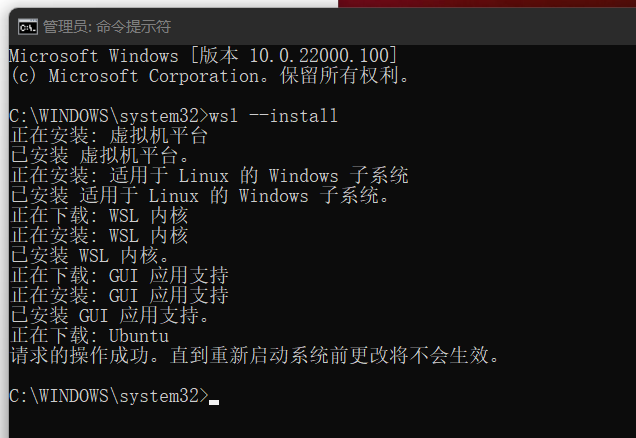 管理员: 命令提示符
Microsoft Windows [版本 10.0.22000.100]
(c) Microsoft Corporation。保留所有权利。
C:\WINDOWS\system32>wsl --install
正在安装: 虚拟机平台
已安装 虚拟机平台。
正在安装: 适用于 Linux 的 Windows 子系统
已安装 适用于 Linux 的 Windows 子系统。
正在下载: WSL 内核
正在安装: WSL 内核
已安装 WSL 内核。
正在下载: GUI 应用支持
正在安装: GUI 应用支持
已安装 GUI 应用支持。
正在下载: Ubuntu
请求的操作成功。直到重新启动系统前更改将不会生效。
C:\WINDOWS\system32>